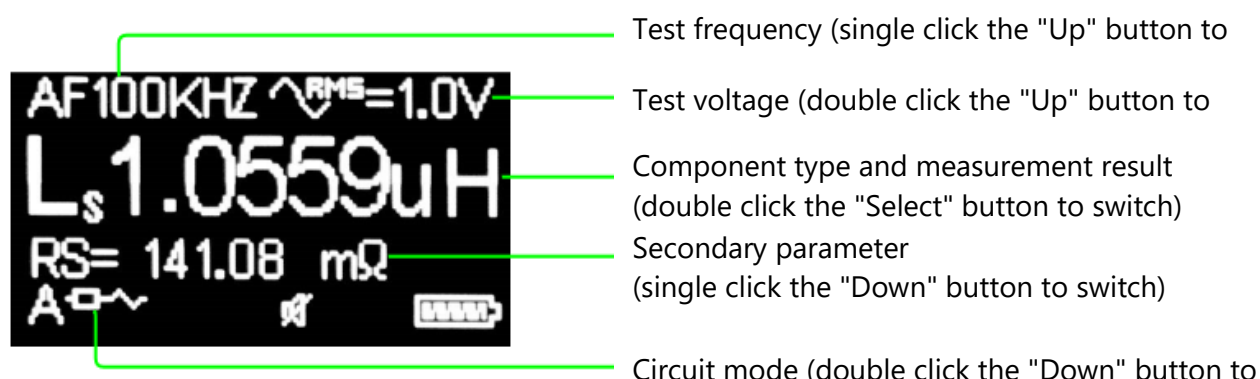 Test frequency (single click the "Up" button to
AF100KHZ RMS=1.0V
Test voltage (double click the "Up" button to
Ls1.0559uH
Component type and measurement result
(double click the "Select" button to switch)
RS= 141.08 mΩ
Secondary parameter
(single click the "Down" button to switch)
A
Circuit mode (double click the "Down" button to